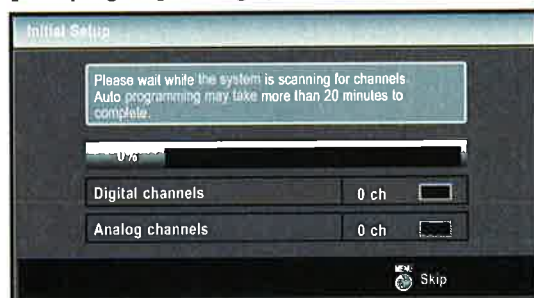 Initial Setup
Please wait while the system is scanning for channels.
Auto programming may take more than 20 minutes to
complete.
0%
Digital channels 0 ch
Analog channels 0 ch
MENU
Skip